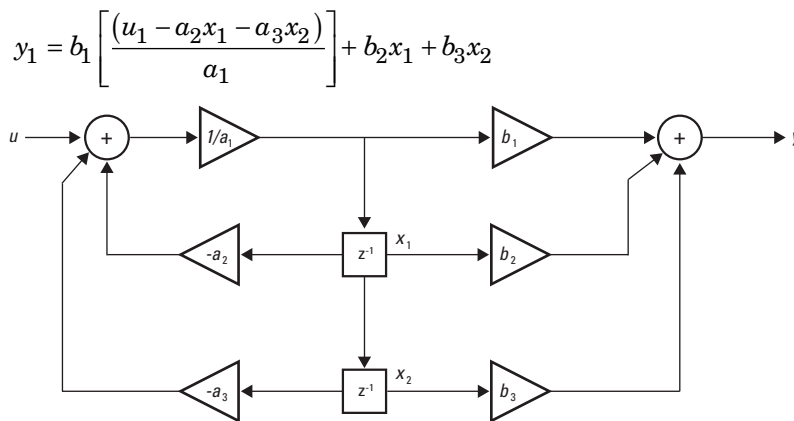 y₁ = b₁ [ (u₁ − a₂x₁ − a₃x₂) / a₁ ] + b₂x₁ + b₃x₂
u + 1/a₁ b₁ +
-a₂ z⁻¹ x₁ b₂
-a₃ z⁻¹ x₂ b₃